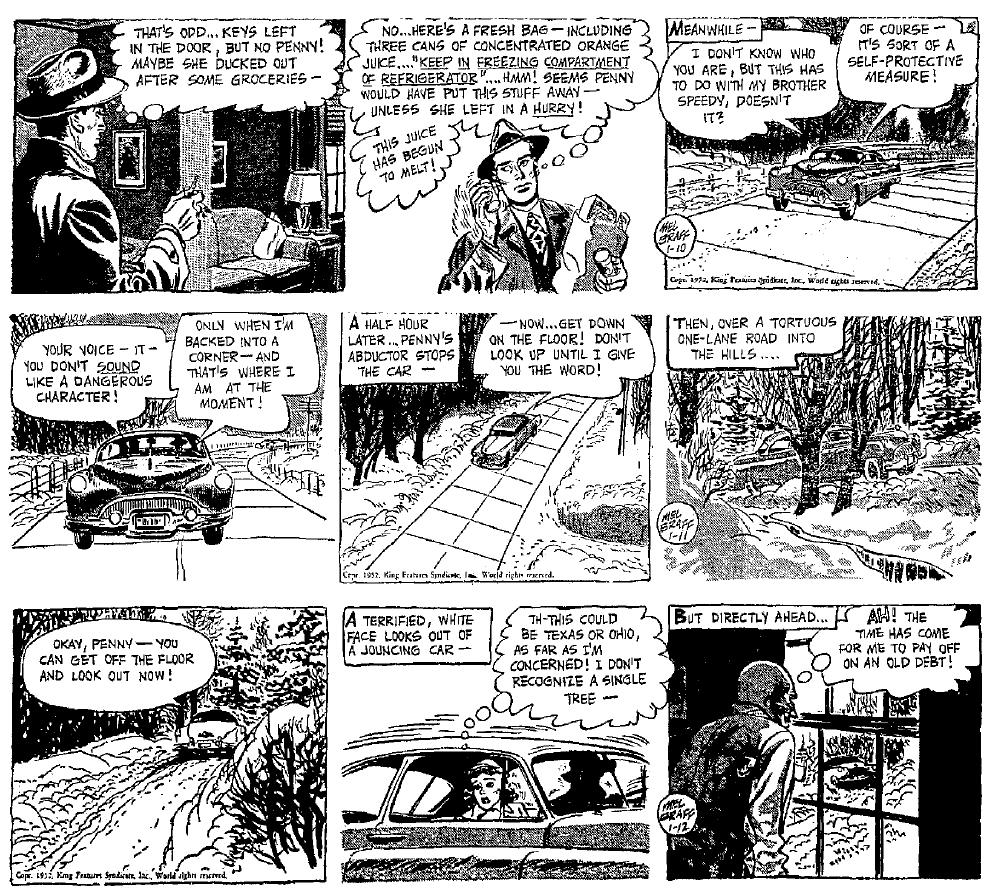 THAT'S ODD... KEYS LEFT
IN THE DOOR, BUT NO PENNY!
MAYBE SHE DUCKED OUT
AFTER SOME GROCERIES —
NO... HERE'S A FRESH BAG — INCLUDING
THREE CANS OF CONCENTRATED ORANGE
JUICE,..."KEEP IN FREEZING COMPARTMENT
OF REFRIGERATOR"....HMM! SEEMS PENNY
WOULD HAVE PUT THIS STUFF AWAY —
UNLESS SHE LEFT IN A HURRY!
THIS JUICE
HAS BEGUN
TO MELT!
MEANWHILE —
I DON'T KNOW WHO
YOU ARE, BUT THIS HAS
TO DO WITH MY BROTHER
SPEEDY, DOESN'T
IT?
OF COURSE —
IT'S SORT OF A
SELF-PROTECTIVE
MEASURE!
MEL
GRAFF
1-10
Copr. 1952, King Features Syndicate, Inc., World rights reserved.
YOUR VOICE — IT —
YOU DON'T SOUND
LIKE A DANGEROUS
CHARACTER!
ONLY WHEN I'M
BACKED INTO A
CORNER — AND
THAT'S WHERE I
AM AT THE
MOMENT!
A HALF HOUR
LATER... PENNY'S
ABDUCTOR STOPS
THE CAR —
— NOW... GET DOWN
ON THE FLOOR! DON'T
LOOK UP UNTIL I GIVE
YOU THE WORD!
Copr. 1952, King Features Syndicate, Inc., World rights reserved.
THEN, OVER A TORTUOUS
ONE-LANE ROAD INTO
THE HILLS ....
MEL
GRAFF
1-11
OKAY, PENNY — YOU
CAN GET OFF THE FLOOR
AND LOOK OUT NOW!
Copr. 1952, King Features Syndicate, Inc., World rights reserved.
A TERRIFIED, WHITE
FACE LOOKS OUT OF
A JOUNCING CAR —
TH-THIS COULD
BE TEXAS OR OHIO,
AS FAR AS I'M
CONCERNED! I DON'T
RECOGNIZE A SINGLE
TREE —
BUT DIRECTLY AHEAD...
AH! THE
TIME HAS COME
FOR ME TO PAY OFF
ON AN OLD DEBT!
MEL
GRAFF
1-12